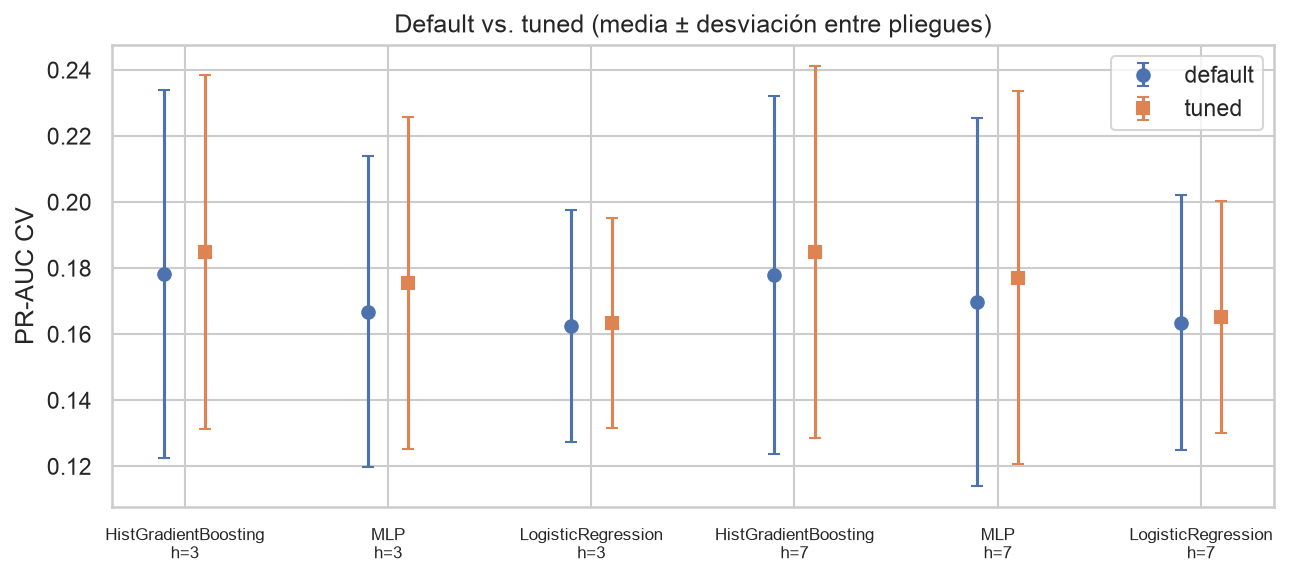 Default vs. tuned (media ± desviación entre pliegues)
default
tuned
PR-AUC CV
0.24
0.22
0.20
0.18
0.16
0.14
0.12
HistGradientBoosting
h=3
MLP
h=3
LogisticRegression
h=3
HistGradientBoosting
h=7
MLP
h=7
LogisticRegression
h=7